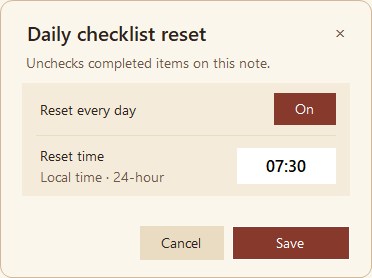 Daily checklist reset ×
Unchecks completed items on this note.
Reset every day On
Reset time
Local time · 24-hour
07:30
Cancel Save